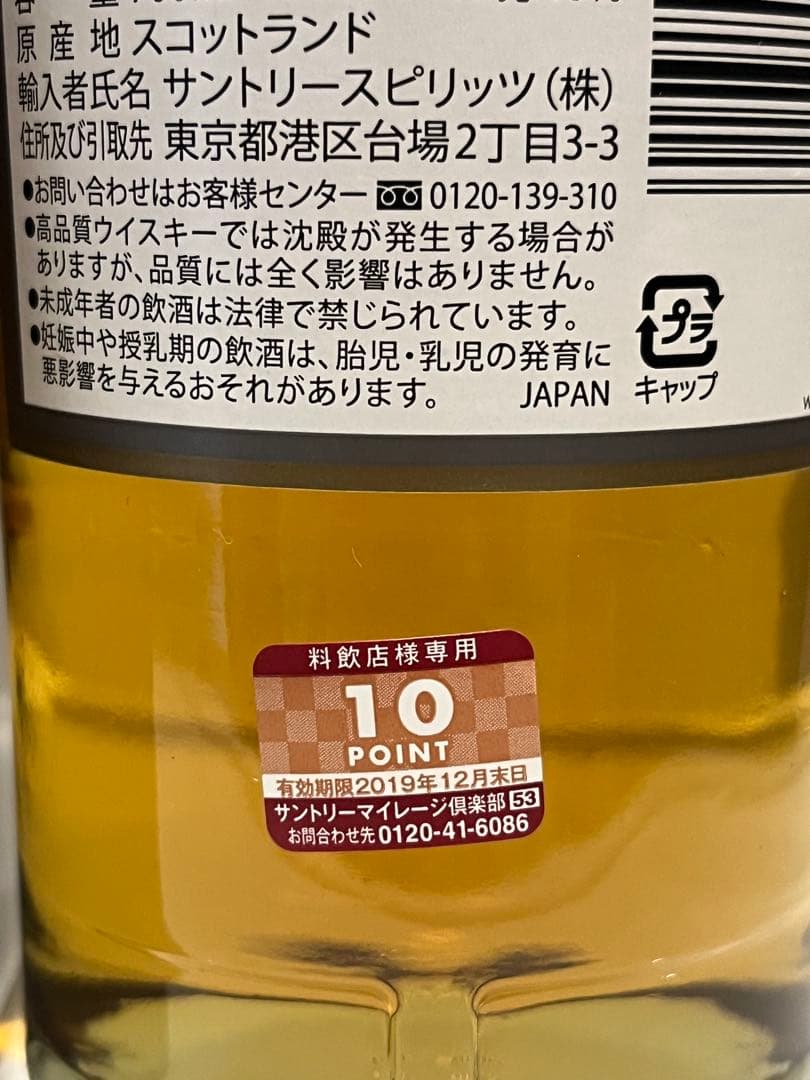 原産地 スコットランド
輸入者氏名 サントリースピリッツ(株)
住所及び引取先 東京都港区台場2丁目3-3
●お問い合わせはお客様センター 0120-139-310
●高品質ウイスキーでは沈殿が発生する場合が
ありますが、品質には全く影響はありません。
●未成年者の飲酒は法律で禁じられています。
●妊娠中や授乳期の飲酒は、胎児・乳児の発育に
悪影響を与えるおそれがあります。 JAPAN
プラ
キャップ
料飲店様専用
10
POINT
有効期限2019年12月末日
サントリーマイレージ倶楽部 53
お問合わせ先 0120-41-6086